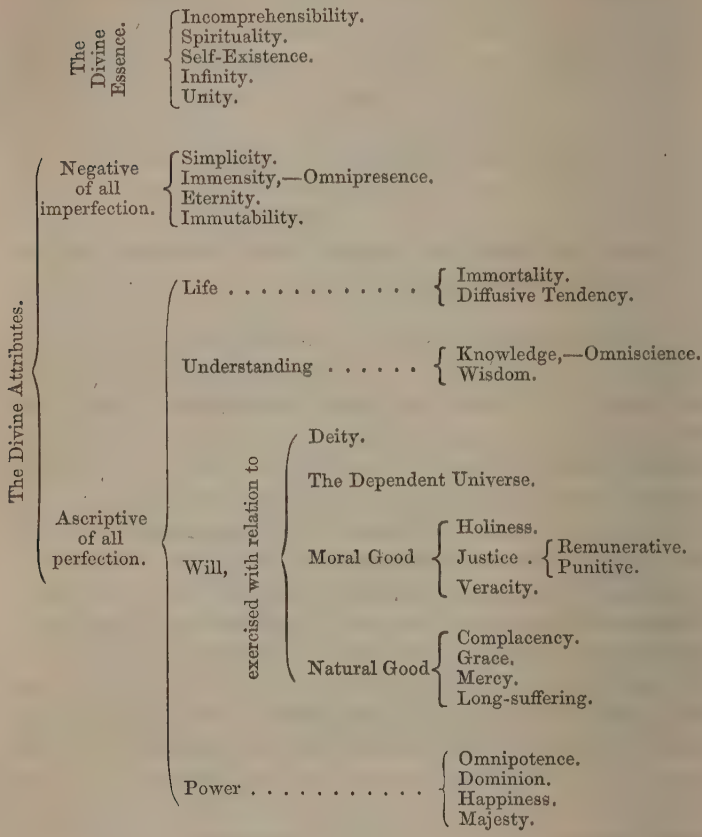 The
Divine
Essence.
Incomprehensibility.
Spirituality.
Self-Existence.
Infinity.
Unity.
The Divine Attributes.
Negative
of all
imperfection.
Simplicity.
Immensity,—Omnipresence.
Eternity.
Immutability.
Ascriptive
of all
perfection.
Life . . . . . . . . . . . .
Immortality.
Diffusive Tendency.
Understanding . . . . . .
Knowledge,—Omniscience.
Wisdom.
Will,
exercised with relation to
Deity.
The Dependent Universe.
Moral Good
Holiness.
Justice .
Remunerative.
Punitive.
Veracity.
Natural Good
Complacency.
Grace.
Mercy.
Long-suffering.
Power . . . . . . . . . . .
Omnipotence.
Dominion.
Happiness.
Majesty.